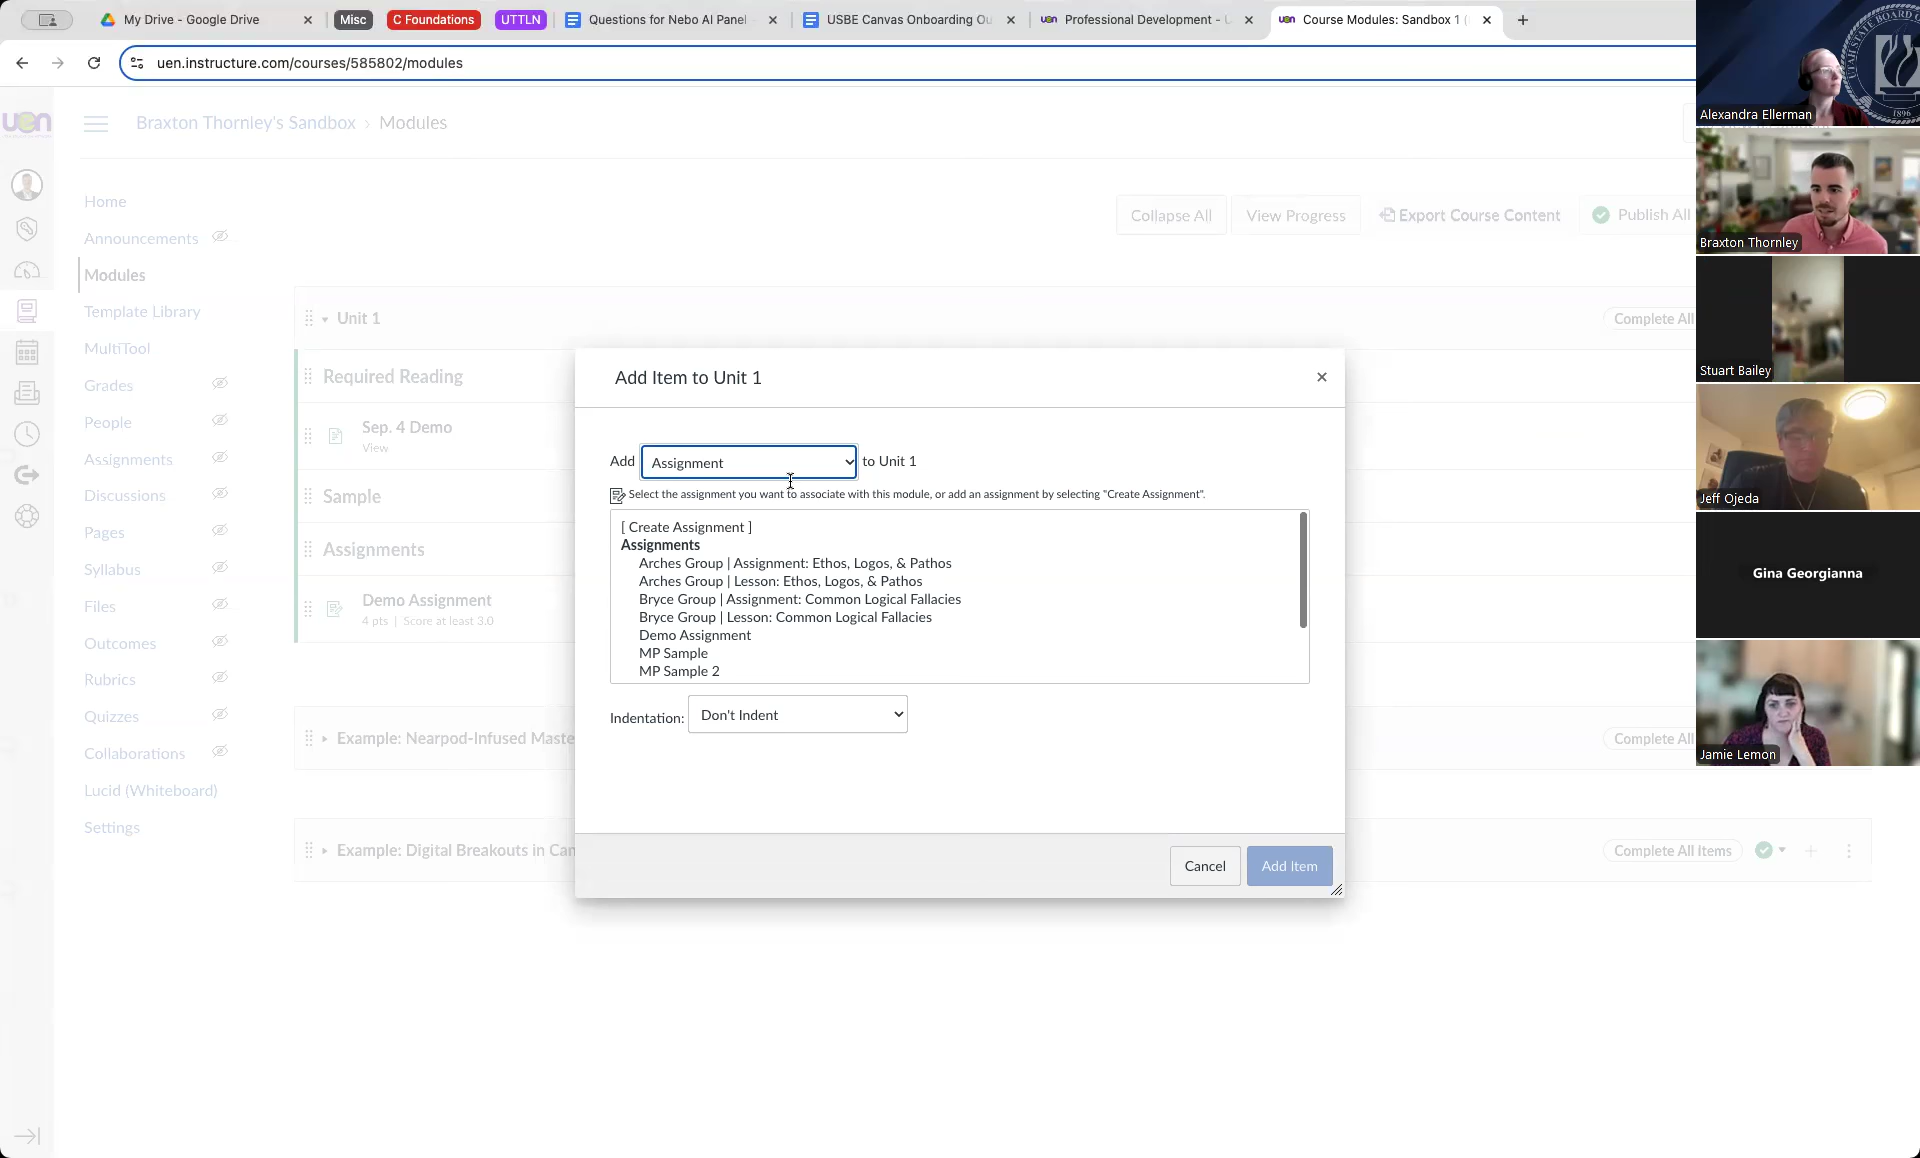 My Drive - Google Drive
Misc
C Foundations
UTTLN
Questions for Nebo AI Panel
USBE Canvas Onboarding Ou
Professional Development - U
Course Modules: Sandbox 1 (
uen.instructure.com/courses/585802/modules
uen
Braxton Thornley's Sandbox › Modules
Home
Announcements
Modules
Template Library
MultiTool
Grades
People
Assignments
Discussions
Pages
Syllabus
Files
Outcomes
Rubrics
Quizzes
Collaborations
Lucid (Whiteboard)
Settings
Collapse All
View Progress
Export Course Content
Publish All
Unit 1
Complete All
Required Reading
Sep. 4 Demo
View
Sample
Assignments
Demo Assignment
4 pts | Score at least 3.0
Example: Nearpod-Infused Maste
Complete All
Example: Digital Breakouts in Can
Complete All Items
Add Item to Unit 1
Add Assignment to Unit 1
Select the assignment you want to associate with this module, or add an assignment by selecting "Create Assignment".
[ Create Assignment ]
Assignments
Arches Group | Assignment: Ethos, Logos, & Pathos
Arches Group | Lesson: Ethos, Logos, & Pathos
Bryce Group | Assignment: Common Logical Fallacies
Bryce Group | Lesson: Common Logical Fallacies
Demo Assignment
MP Sample
MP Sample 2
Indentation: Don't Indent
Cancel
Add Item
UTAH STATE BOARD
1896
Alexandra Ellerman
Braxton Thornley
Stuart Bailey
Jeff Ojeda
Gina Georgianna
Jamie Lemon